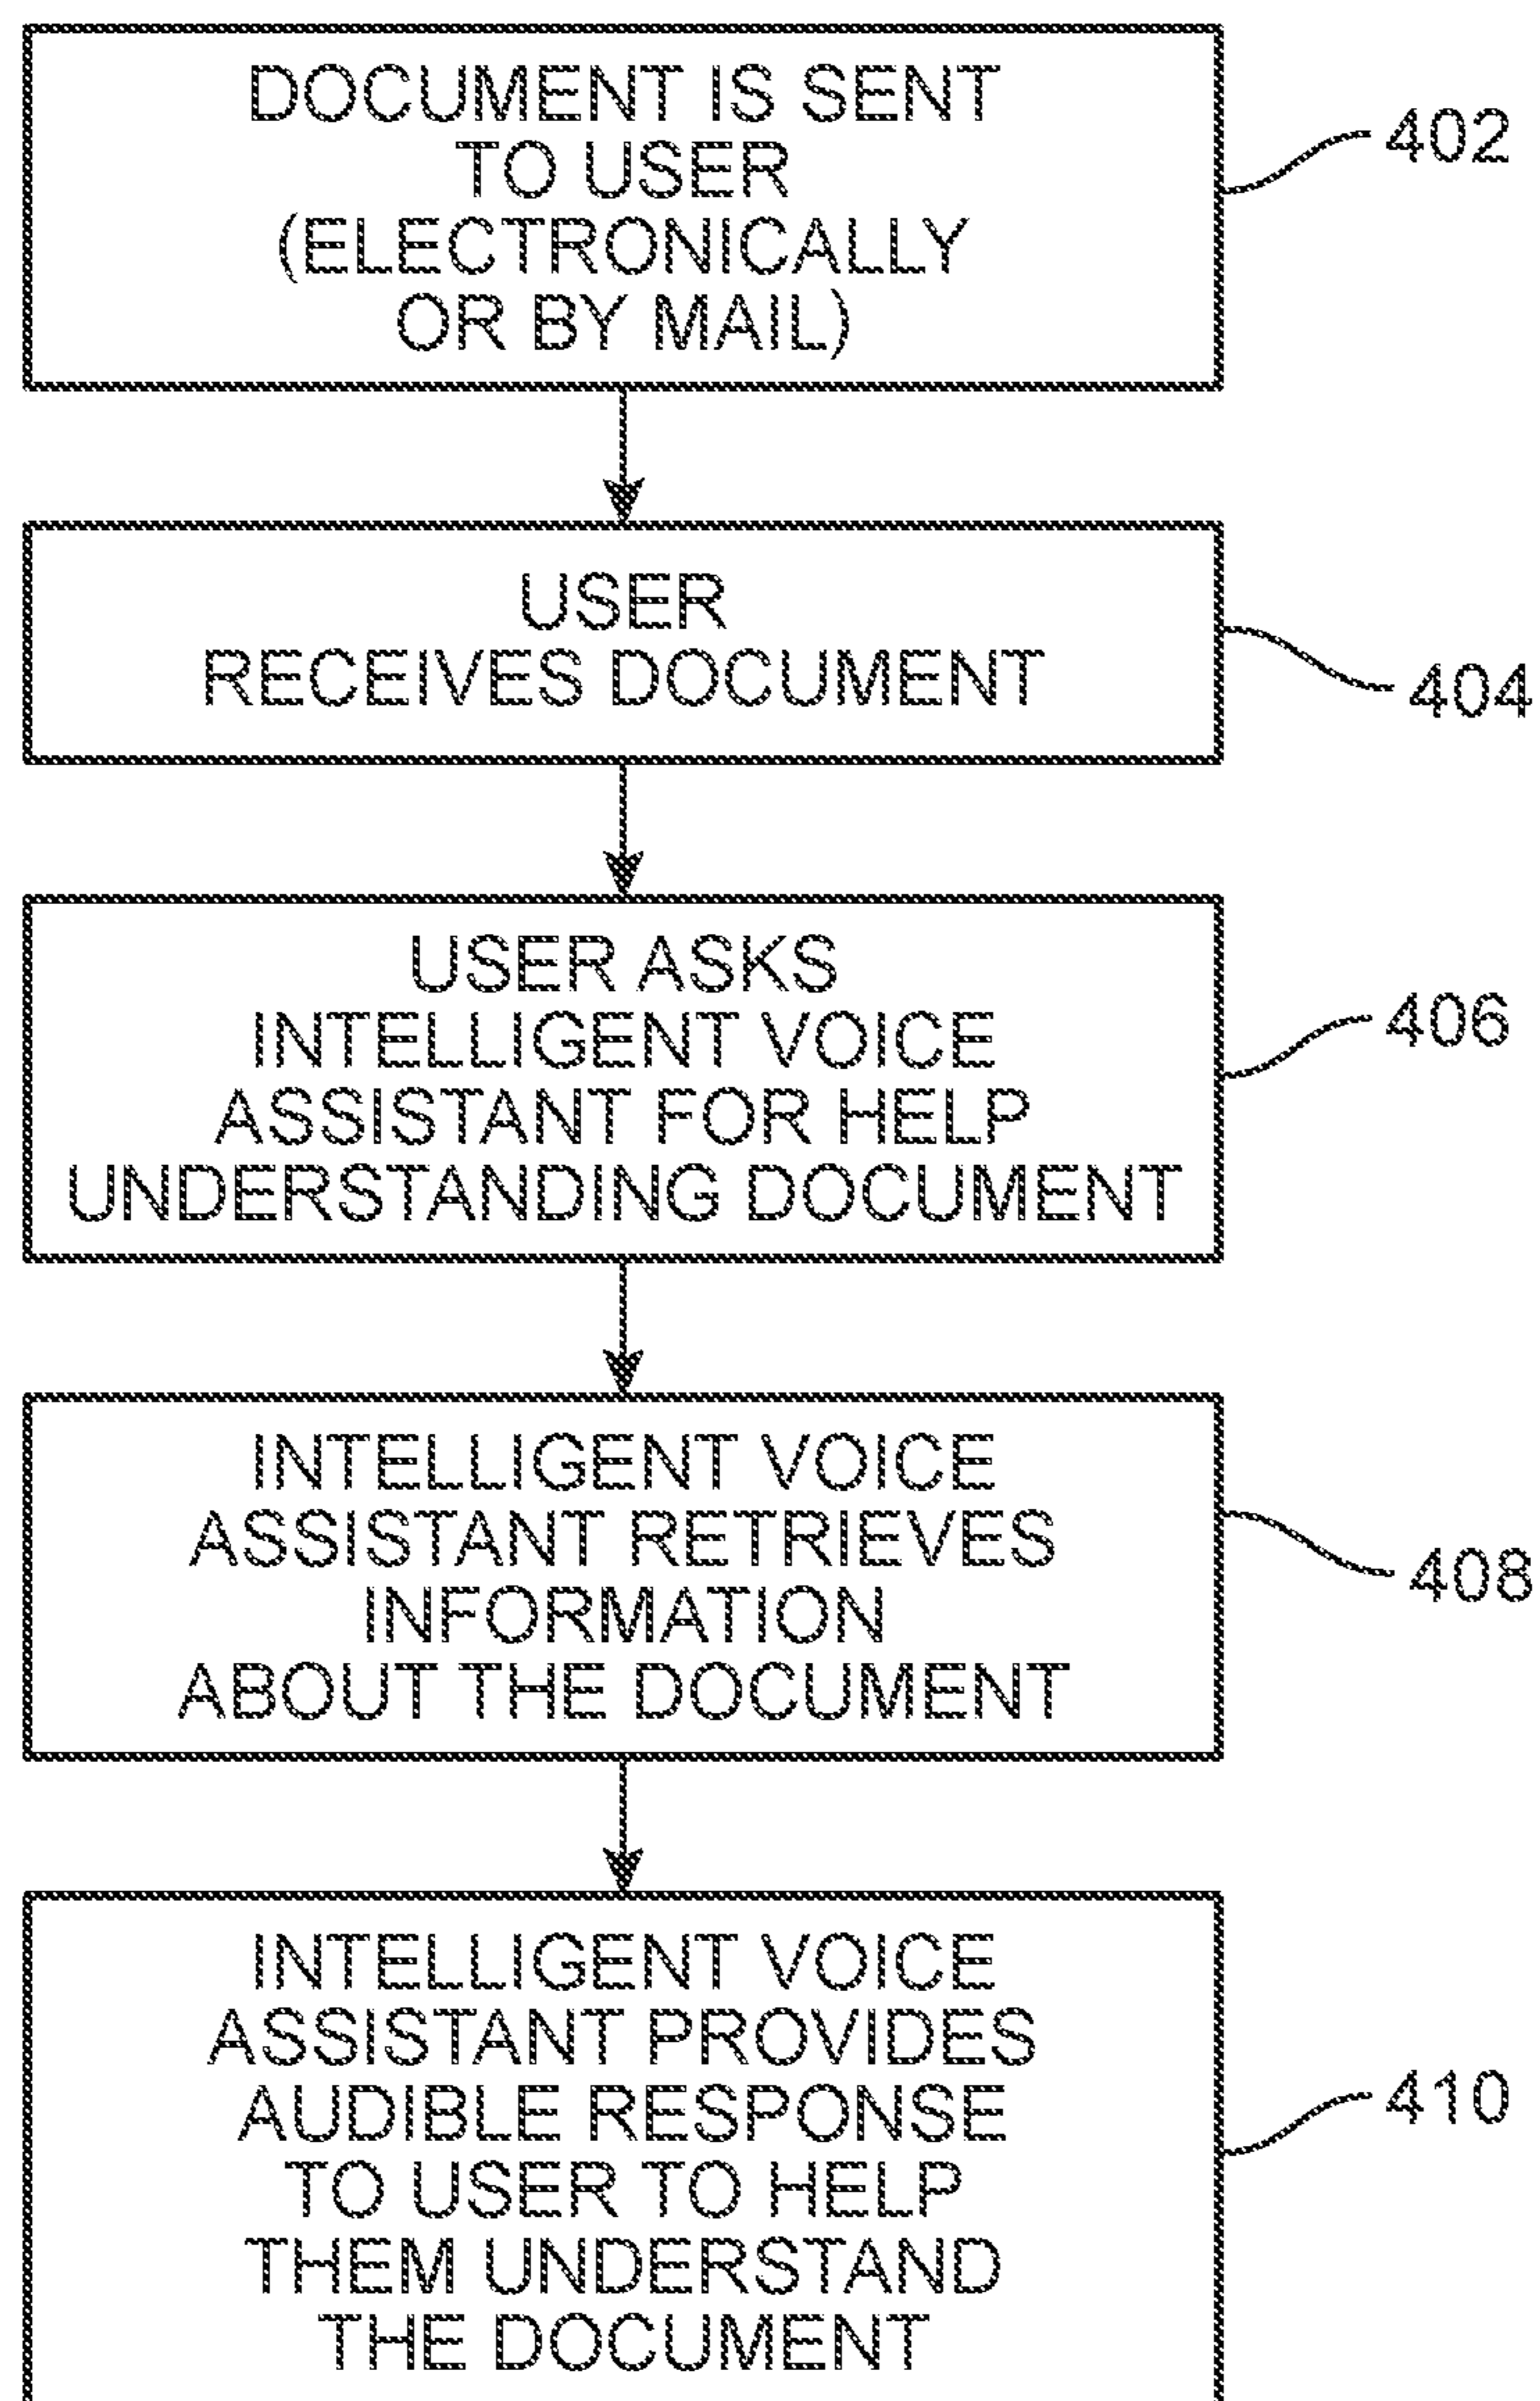 DOCUMENT IS SENT
TO USER
(ELECTRONICALLY
OR BY MAIL)
402
USER
RECEIVES DOCUMENT
404
USER ASKS
INTELLIGENT VOICE
ASSISTANT FOR HELP
UNDERSTANDING DOCUMENT
406
INTELLIGENT VOICE
ASSISTANT RETRIEVES
INFORMATION
ABOUT THE DOCUMENT
408
INTELLIGENT VOICE
ASSISTANT PROVIDES
AUDIBLE RESPONSE
TO USER TO HELP
THEM UNDERSTAND
THE DOCUMENT
410